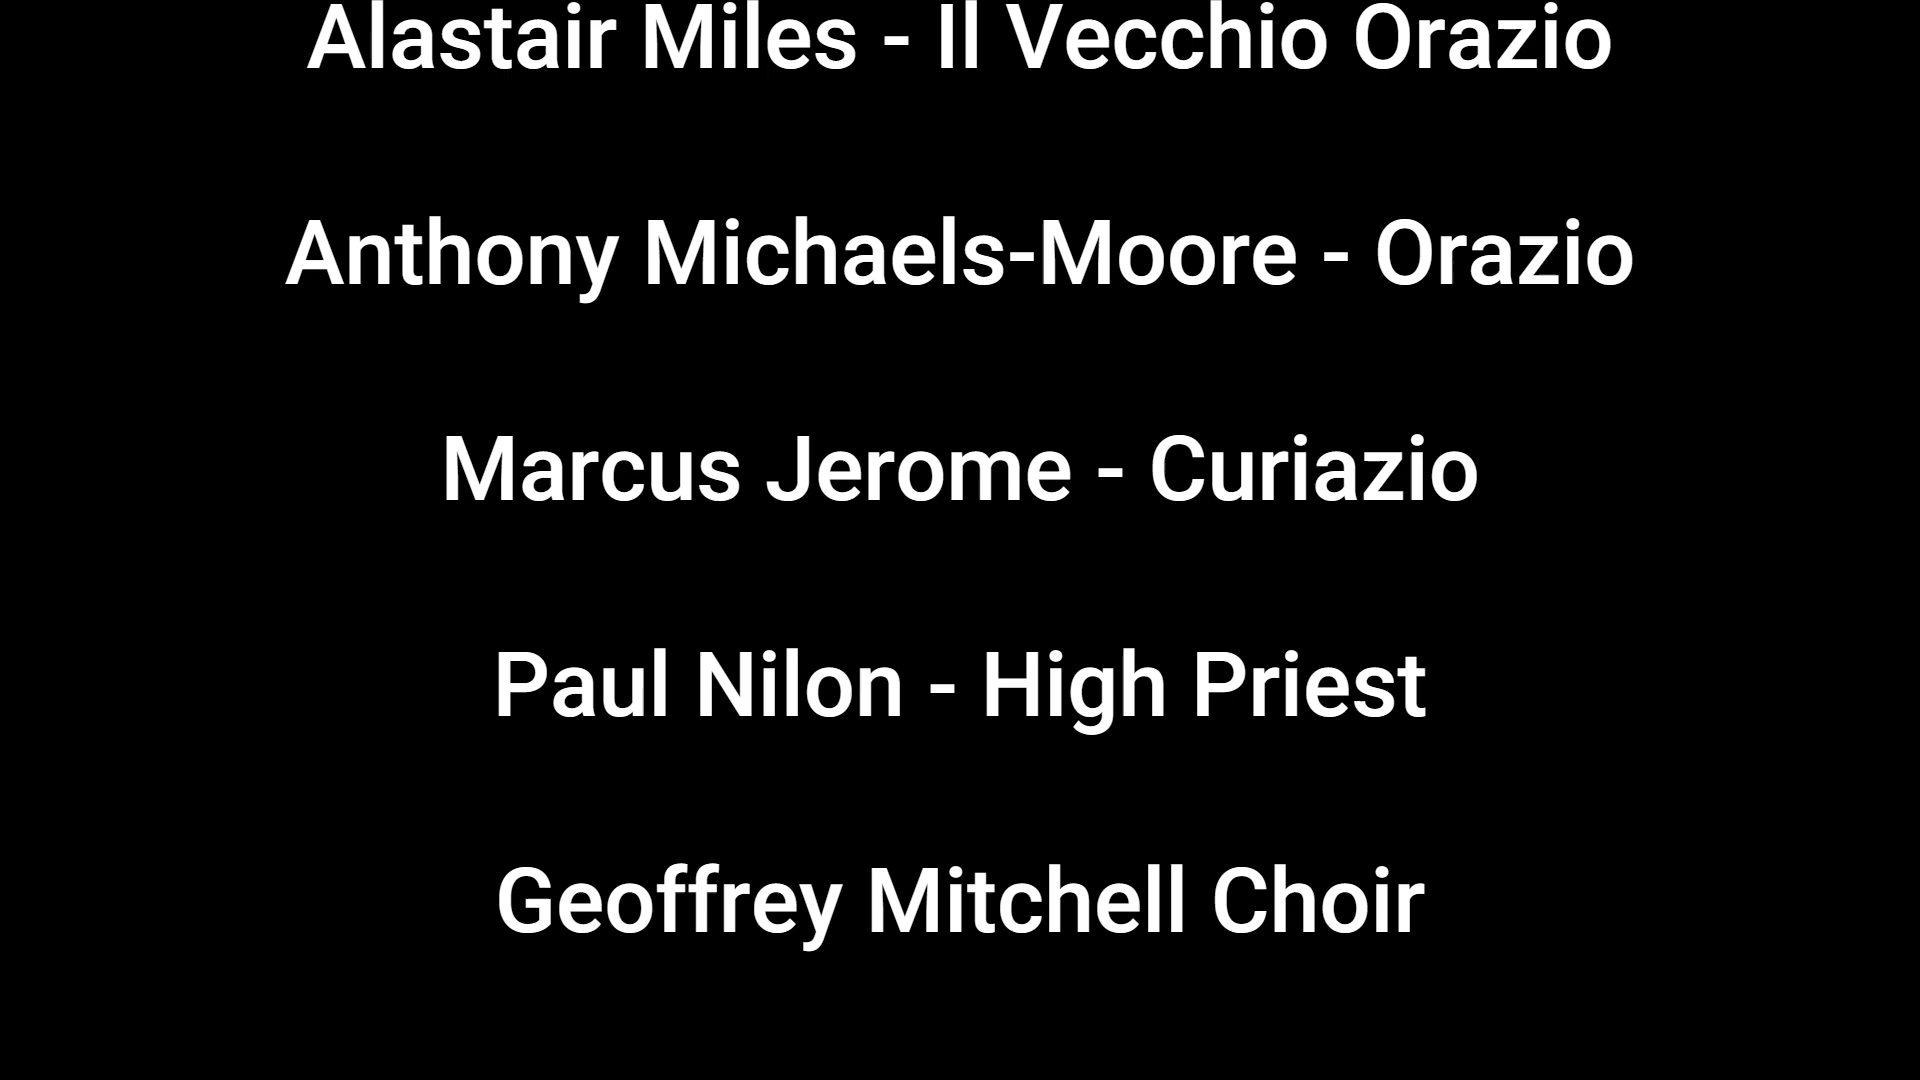 Alastair Miles - Il Vecchio Orazio
Anthony Michaels-Moore - Orazio
Marcus Jerome - Curiazio
Paul Nilon - High Priest
Geoffrey Mitchell Choir